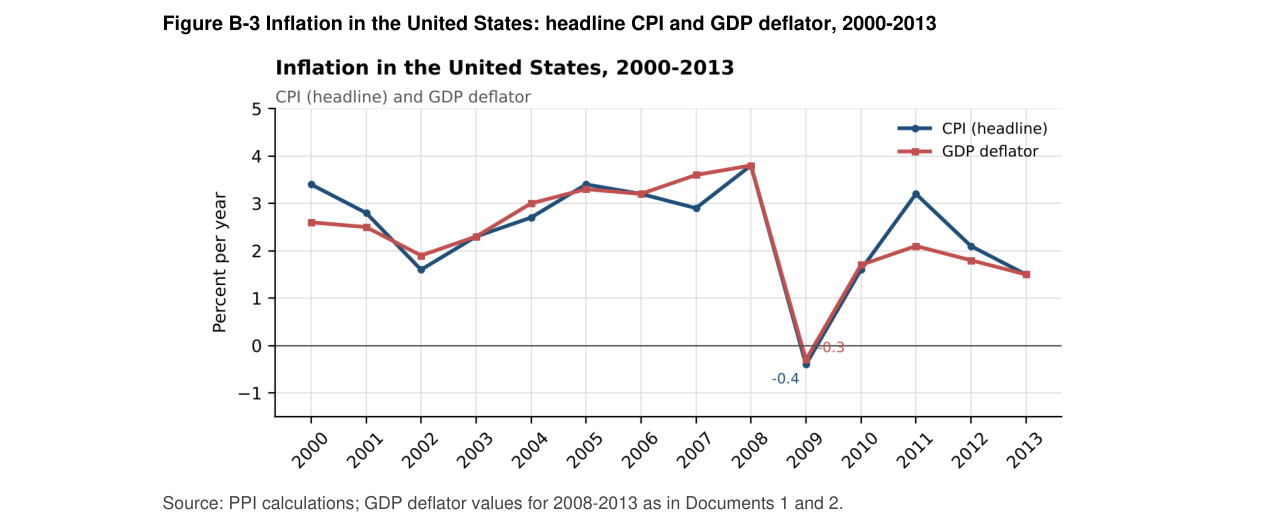 Figure B-3 Inflation in the United States: headline CPI and GDP deflator, 2000-2013
Inflation in the United States, 2000-2013
CPI (headline) and GDP deflator
5
4
3
2
1
0
−1
Percent per year
CPI (headline)
GDP deflator
-0.3
-0.4
2000 2001 2002 2003 2004 2005 2006 2007 2008 2009 2010 2011 2012 2013
Source: PPI calculations; GDP deflator values for 2008-2013 as in Documents 1 and 2.